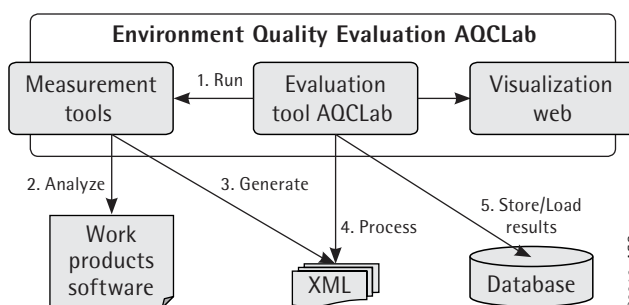 Environment Quality Evaluation AQCLab
Measurement
tools
1. Run
Evaluation
tool AQCLab
Visualization
web
2. Analyze
3. Generate
4. Process
5. Store/Load
results
Work
products
software
XML
Database